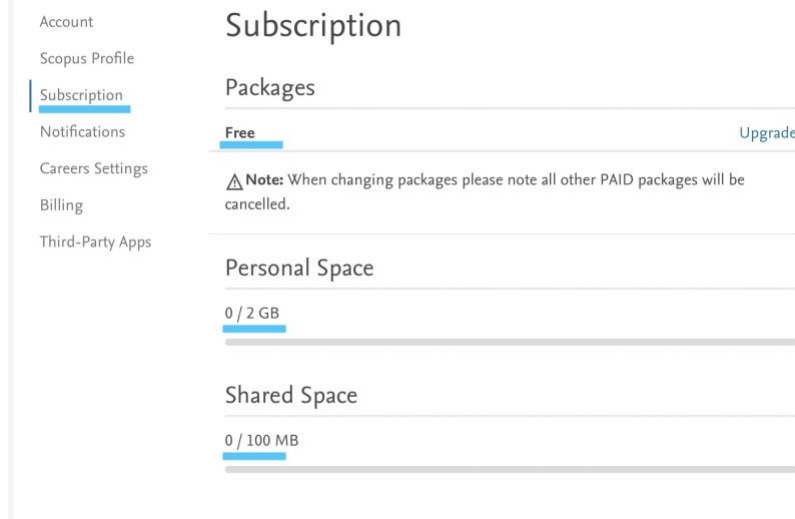 Account
Scopus Profile
Subscription
Notifications
Careers Settings
Billing
Third-Party Apps
Subscription
Packages
Free
Upgrade
Note: When changing packages please note all other PAID packages will be
cancelled.
Personal Space
0 / 2 GB
Shared Space
0 / 100 MB